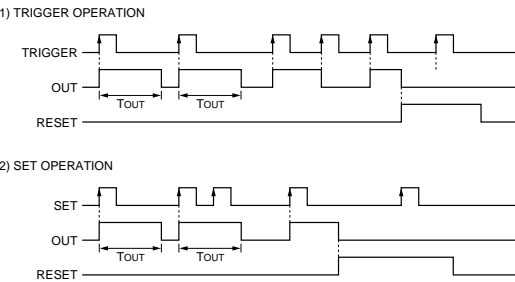 1) TRIGGER OPERATION
TRIGGER
OUT
TOUT TOUT
RESET
2) SET OPERATION
SET
OUT
TOUT TOUT
RESET